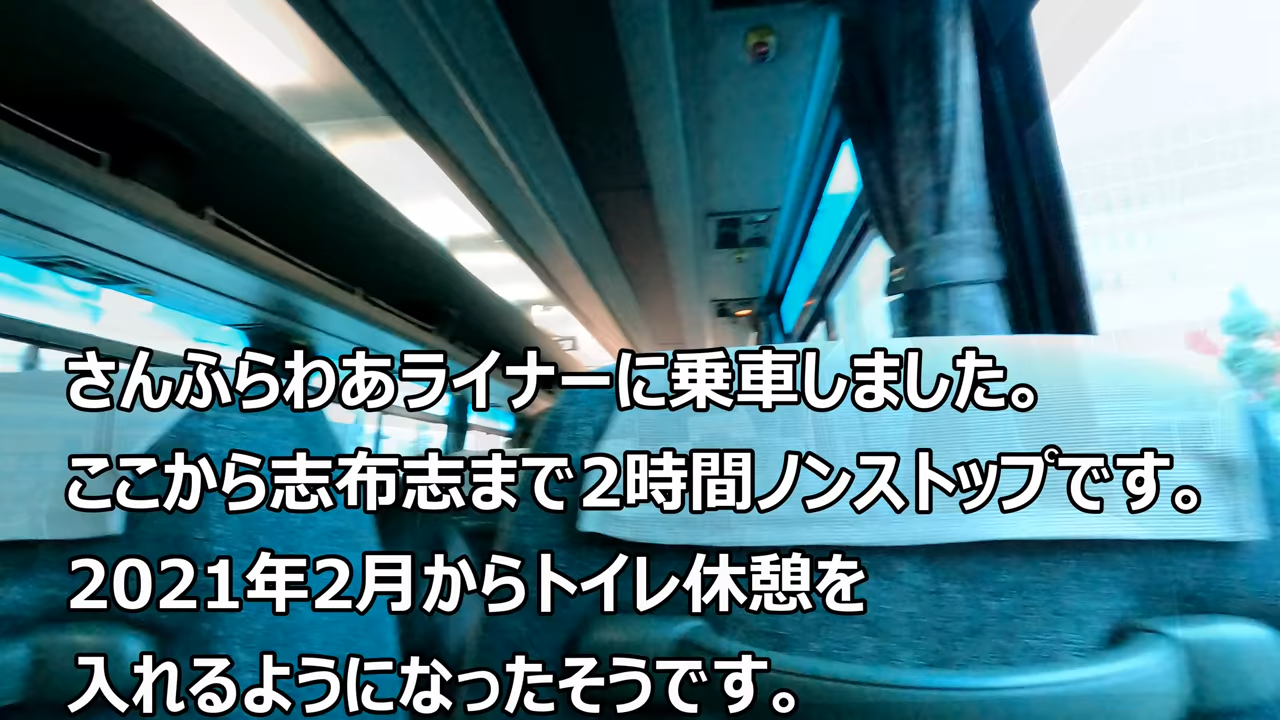 さんふらわあライナーに乗車しました。
ここから志布志まで2時間ノンストップです。
2021年2月からトイレ休憩を
入れるようになったそうです。